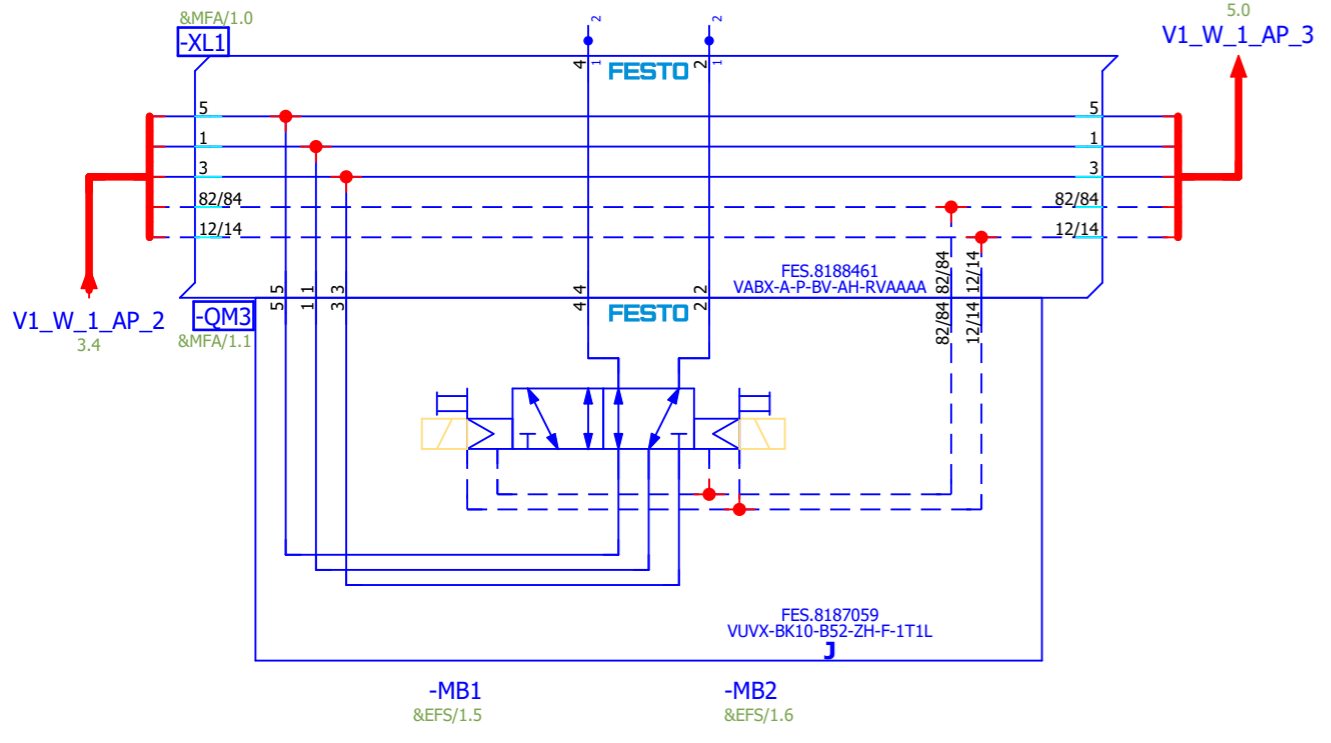 &MFA/1.0
-XL1
2
2
5.0
V1_W_1_AP_3
4
1
FESTO
2
1
5
5
1
1
3
3
82/84
82/84
12/14
12/14
FES.8188461
VABX-A-P-BV-AH-RVAAAA
82/84
12/14
5
1
3
4
2
V1_W_1_AP_2
3.4
-QM3
&MFA/1.1
5
1
3
4
FESTO
2
82/84
12/14
FES.8187059
VUVX-BK10-B52-ZH-F-1T1L
J
-MB1
&EFS/1.5
-MB2
&EFS/1.6